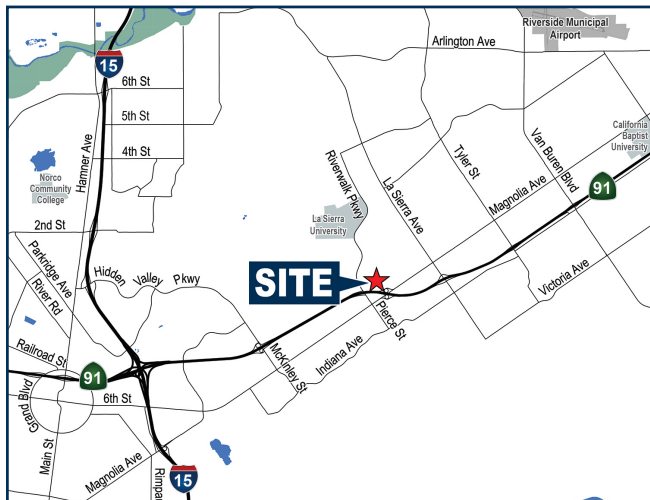 Riverside Municipal
Airport
Arlington Ave
15
6th St
5th St
4th St
Hamner Ave
Norco
Community
College
2nd St
California
Baptist
University
Van Buren Blvd
Tyler St
91
Magnolia Ave
Riverwalk Pkwy
La Sierra Ave
La Sierra
University
Parkridge Ave
River Rd
Hidden Valley Pkwy
SITE
Victoria Ave
Pierce St
Railroad St
McKinley St
Indiana Ave
91
Grand Blvd
6th St
Main St
Magnolia Ave
15